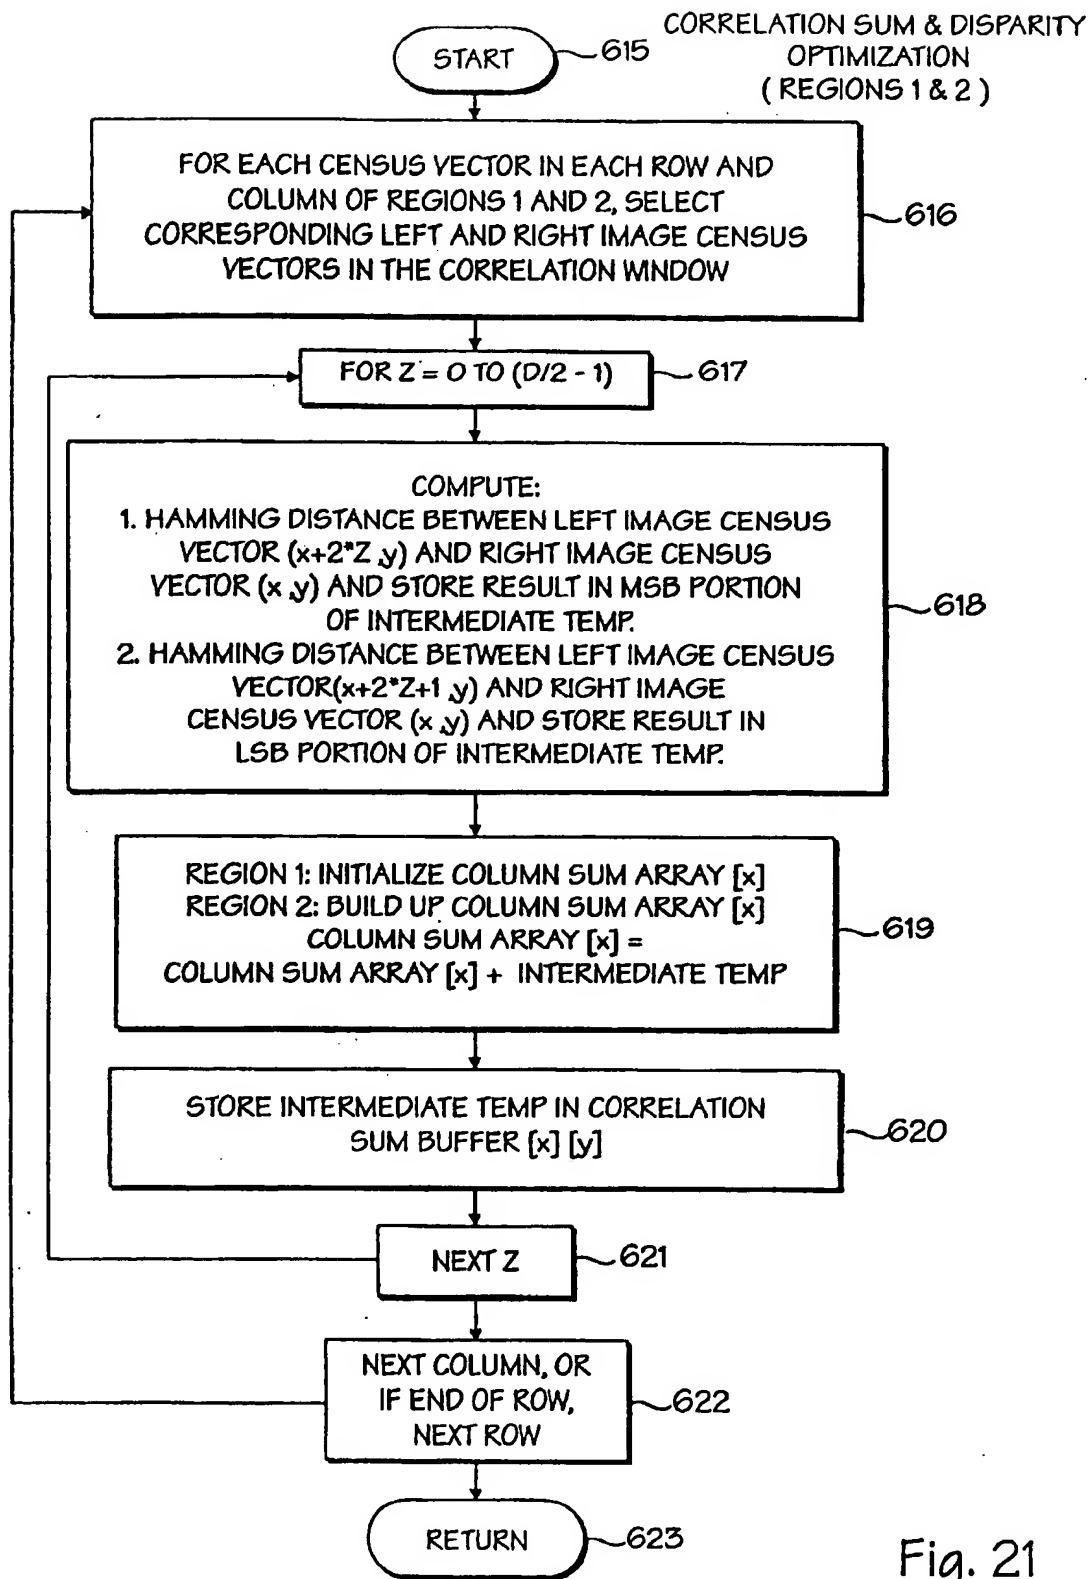 CORRELATION SUM & DISPARITY
OPTIMIZATION
( REGIONS 1 & 2 )
START
615
FOR EACH CENSUS VECTOR IN EACH ROW AND
COLUMN OF REGIONS 1 AND 2, SELECT
CORRESPONDING LEFT AND RIGHT IMAGE CENSUS
VECTORS IN THE CORRELATION WINDOW
616
FOR Z = 0 TO (D/2 - 1)
617
COMPUTE:
1. HAMMING DISTANCE BETWEEN LEFT IMAGE CENSUS
VECTOR (x+2*Z ,y) AND RIGHT IMAGE CENSUS
VECTOR (x ,y) AND STORE RESULT IN MSB PORTION
OF INTERMEDIATE TEMP.
2. HAMMING DISTANCE BETWEEN LEFT IMAGE CENSUS
VECTOR(x+2*Z+1 ,y) AND RIGHT IMAGE
CENSUS VECTOR (x ,y) AND STORE RESULT IN
LSB PORTION OF INTERMEDIATE TEMP.
618
REGION 1: INITIALIZE COLUMN SUM ARRAY [x]
REGION 2: BUILD UP COLUMN SUM ARRAY [x]
COLUMN SUM ARRAY [x] =
COLUMN SUM ARRAY [x] + INTERMEDIATE TEMP
619
STORE INTERMEDIATE TEMP IN CORRELATION
SUM BUFFER [x] [y]
620
NEXT Z
621
NEXT COLUMN, OR
IF END OF ROW,
NEXT ROW
622
RETURN
623
Fig. 21